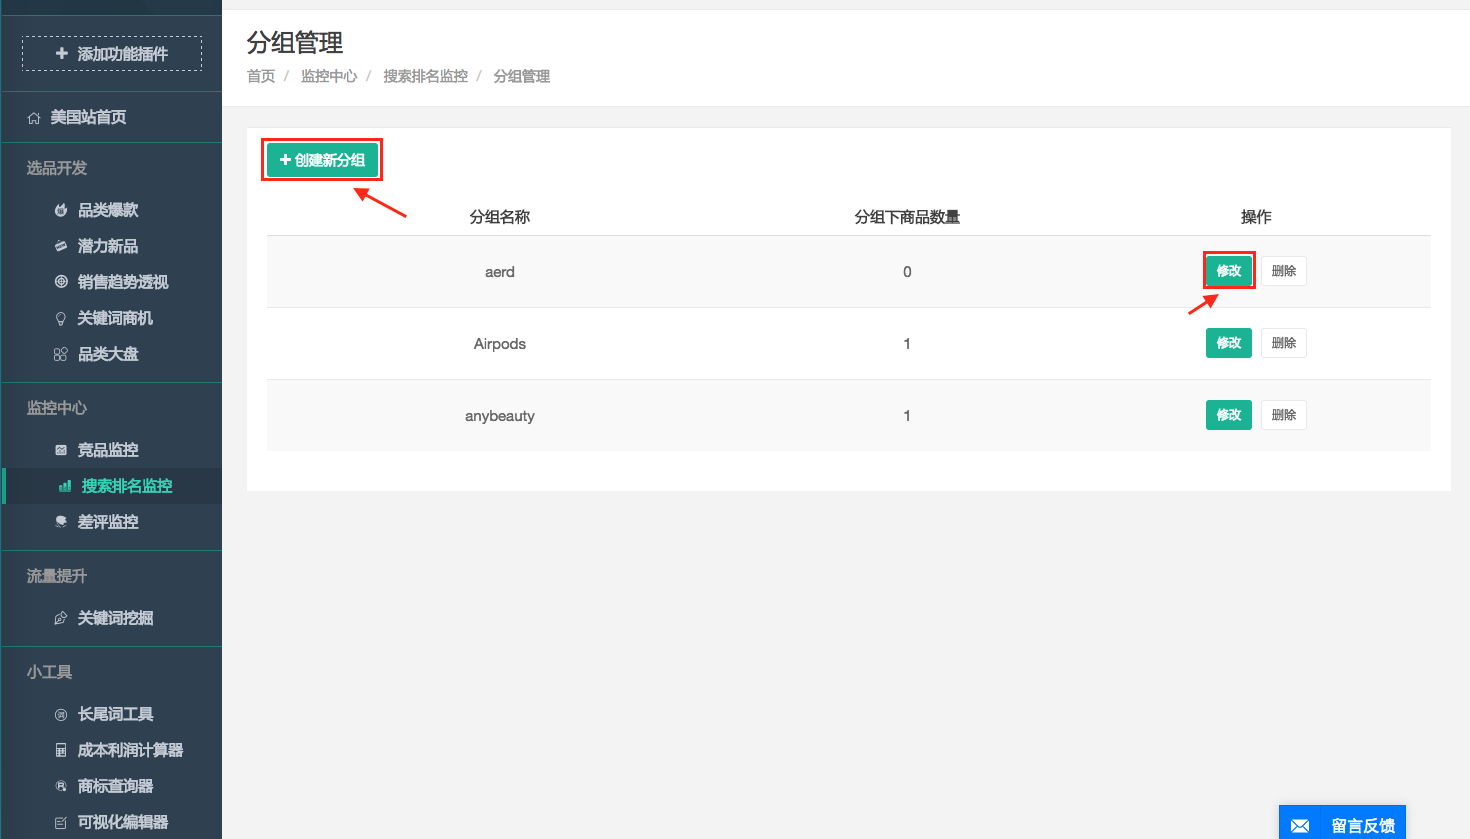 添加功能插件
美国站首页
选品开发
品类爆款
潜力新品
销售趋势透视
关键词商机
品类大盘
监控中心
竞品监控
搜索排名监控
差评监控
流量提升
关键词挖掘
小工具
长尾词工具
成本利润计算器
商标查询器
可视化编辑器
分组管理
首页 / 监控中心 / 搜索排名监控 / 分组管理
+ 创建新分组
分组名称 分组下商品数量 操作
aerd 0 修改 删除
Airpods 1 修改 删除
anybeauty 1 修改 删除
留言反馈